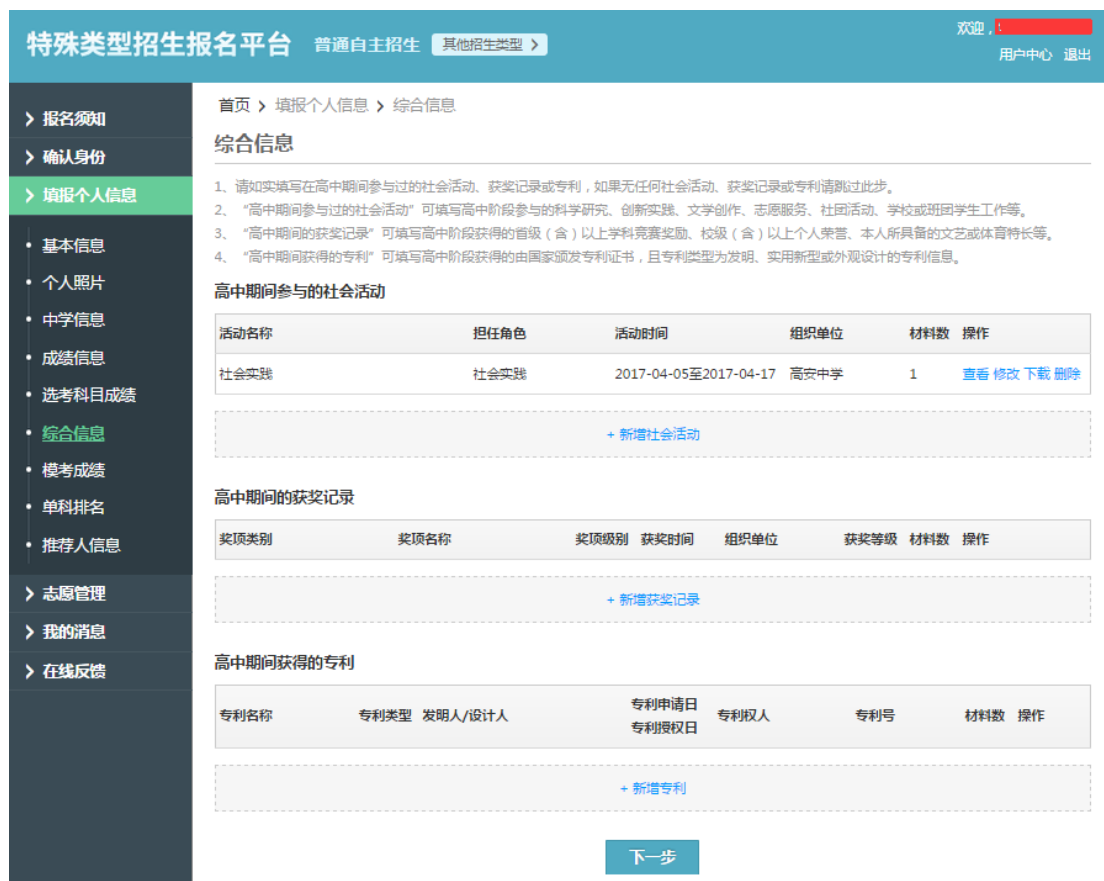 特殊类型招生报名平台 普通自主招生 其他招生类型 >
欢迎，
用户中心 退出
> 报名须知
> 确认身份
> 填报个人信息
• 基本信息
• 个人照片
• 中学信息
• 成绩信息
• 选考科目成绩
• 综合信息
• 模考成绩
• 单科排名
• 推荐人信息
> 志愿管理
> 我的消息
> 在线反馈
首页 > 填报个人信息 > 综合信息
综合信息
1、请如实填写在高中期间参与过的社会活动、获奖记录或专利，如果无任何社会活动、获奖记录或专利请跳过此步。
2、“高中期间参与过的社会活动”可填写高中阶段参与的科学研究、创新实践、文学创作、志愿服务、社团活动、学校或班团学生工作等。
3、“高中期间的获奖记录”可填写高中阶段获得的省级（含）以上学科竞赛奖励、校级（含）以上个人荣誉、本人所具备的文艺或体育特长等。
4、“高中期间获得的专利”可填写高中阶段获得的由国家颁发专利证书，且专利类型为发明、实用新型或外观设计的专利信息。
高中期间参与的社会活动
活动名称 担任角色 活动时间 组织单位 材料数 操作
社会实践 社会实践 2017-04-05至2017-04-17 高安中学 1 查看 修改 下载 删除
+ 新增社会活动
高中期间的获奖记录
奖项类别 奖项名称 奖项级别 获奖时间 组织单位 获奖等级 材料数 操作
+ 新增获奖记录
高中期间获得的专利
专利名称 专利类型 发明人/设计人 专利申请日 专利权人 专利号 材料数 操作
专利授权日
+ 新增专利
下一步